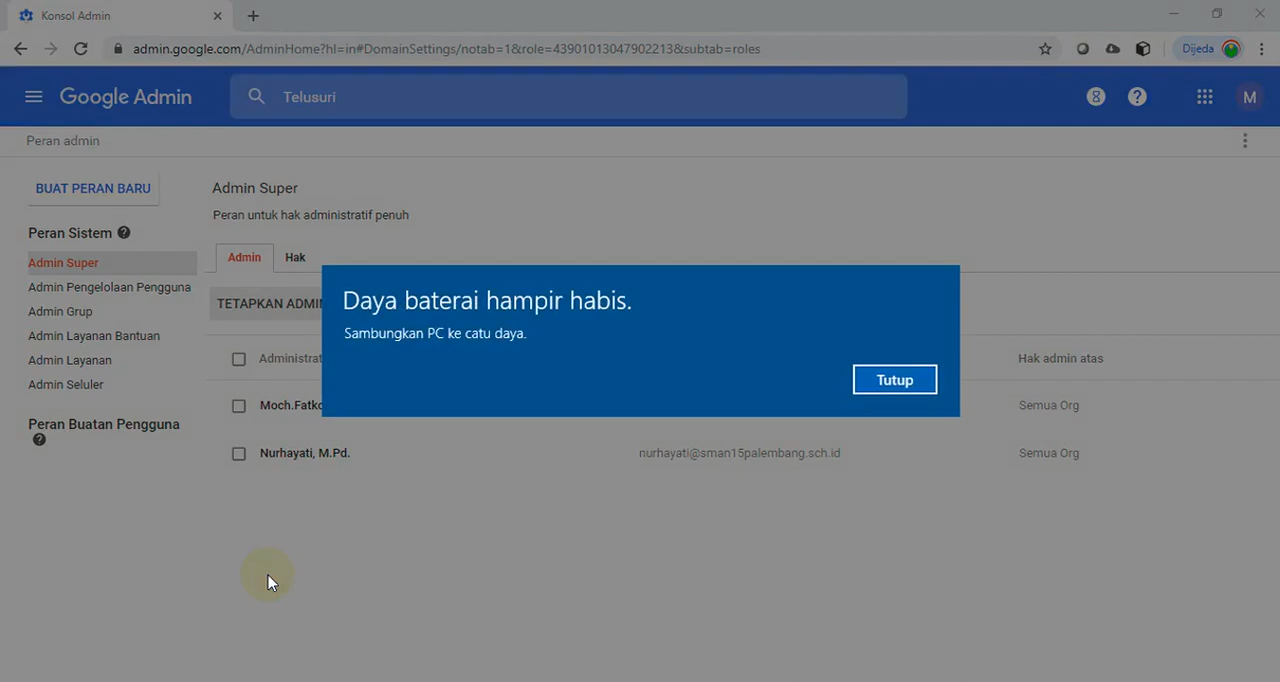 Konsol Admin
admin.google.com/AdminHome?hl=in#DomainSettings/notab=1&role=43901013047902213&subtab=roles
Dijeda
Google Admin
Telusuri
M
Peran admin
BUAT PERAN BARU
Admin Super
Peran untuk hak administratif penuh
Peran Sistem
Admin Super
Admin Pengelolaan Pengguna
Admin Grup
Admin Layanan Bantuan
Admin Layanan
Admin Seluler
Peran Buatan Pengguna
Admin
Hak
TETAPKAN ADMIN
Daya baterai hampir habis.
Sambungkan PC ke catu daya.
Tutup
Administrat
Hak admin atas
Moch.Fatko
Semua Org
Nurhayati, M.Pd.
nurhayati@sman15palembang.sch.id
Semua Org